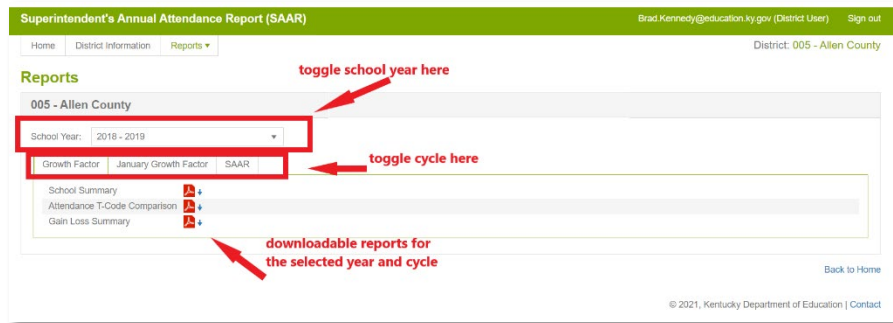 Superintendent's Annual Attendance Report (SAAR)
Brad.Kennedy@education.ky.gov (District User) Sign out
Home District Information Reports ▾
District: 005 - Allen County
Reports
toggle school year here
005 - Allen County
School Year: 2018 - 2019
toggle cycle here
Growth Factor January Growth Factor SAAR
School Summary
Attendance T-Code Comparison
Gain Loss Summary
downloadable reports for
the selected year and cycle
Back to Home
© 2021, Kentucky Department of Education | Contact